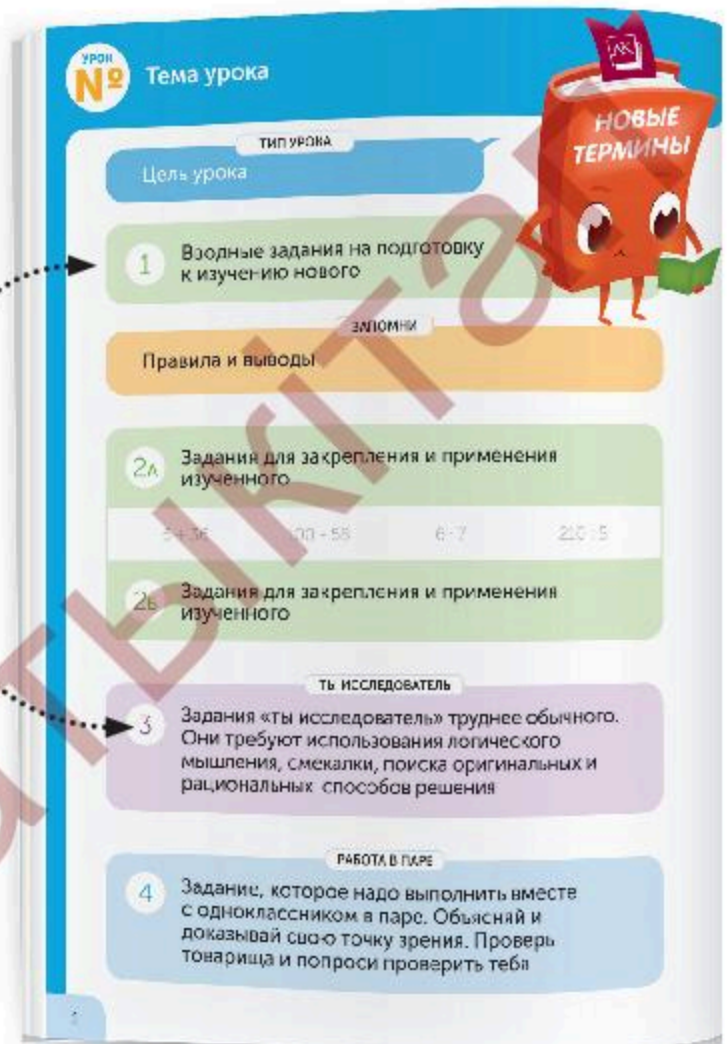 УРОК
№
Тема урока
АК
НОВЫЕ
ТЕРМИНЫ
ТИП УРОКА
Цель урока
1 Вводные задания на подготовку
к изучению нового
ЗАПОМНИ
Правила и выводы
2А Задания для закрепления и применения
изученного
6 · 7
2Б Задания для закрепления и применения
изученного
ТЫ ИССЛЕДОВАТЕЛЬ
3 Задания «ты исследователь» труднее обычного.
Они требуют использования логического
мышления, смекалки, поиска оригинальных и
рациональных способов решения
РАБОТА В ПАРЕ
4 Задание, которое надо выполнить вместе
с одноклассником в паре. Объясняй и
доказывай свою точку зрения. Проверь
товарища и попроси проверить тебя